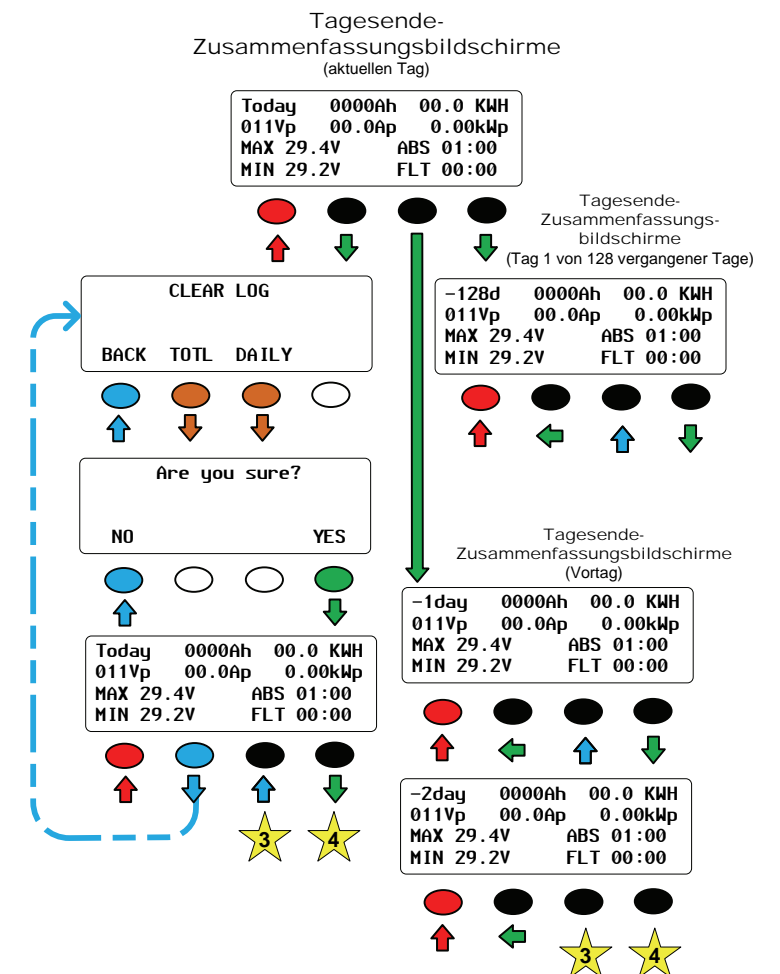 Tagesende-
Zusammenfassungsbildschirme
(aktuellen Tag)
Today 0000Ah 00.0 KWH
011Vp 00.0Ap 0.00kWp
MAX 29.4V ABS 01:00
MIN 29.2V FLT 00:00
Tagesende-
Zusammenfassungs-
bildschirme
(Tag 1 von 128 vergangener Tage)
-128d 0000Ah 00.0 KWH
011Vp 00.0Ap 0.00kWp
MAX 29.4V ABS 01:00
MIN 29.2V FLT 00:00
CLEAR LOG
BACK TOTL DAILY
Are you sure?
NO YES
Today 0000Ah 00.0 KWH
011Vp 00.0Ap 0.00kWp
MAX 29.4V ABS 01:00
MIN 29.2V FLT 00:00
3 4
Tagesende-
Zusammenfassungsbildschirme
(Vortag)
-1day 0000Ah 00.0 KWH
011Vp 00.0Ap 0.00kWp
MAX 29.4V ABS 01:00
MIN 29.2V FLT 00:00
-2day 0000Ah 00.0 KWH
011Vp 00.0Ap 0.00kWp
MAX 29.4V ABS 01:00
MIN 29.2V FLT 00:00
3 4